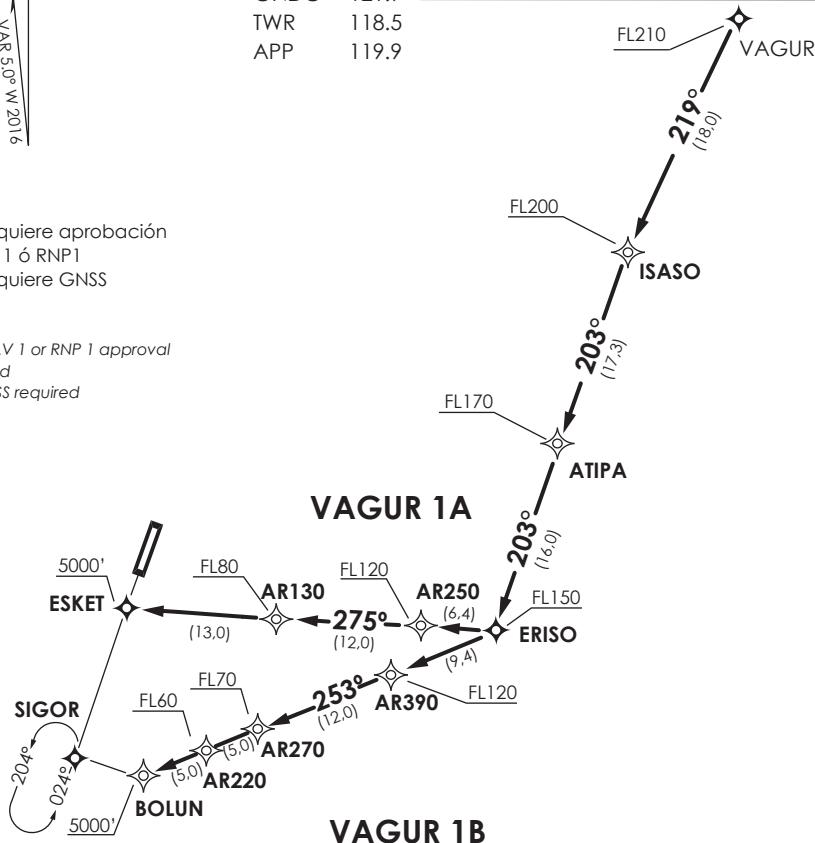 121.7
TWR 118.5
APP 119.9
VAR 5.0° W 2016
FL210
VAGUR
219°
(18,0)
quiere aprobación
1 ó RNP1
quiere GNSS
FL200
ISASO
V 1 or RNP 1 approval
d
SS required
203°
(17,3)
FL170
ATIPA
VAGUR 1A
203°
(16,0)
5000'
FL80
FL120
AR250
FL150
ESKET
AR130
(13,0)
275°
(12,0)
(6,4)
ERISO
(9,4)
FL120
AR390
253°
(12,0)
FL70
FL60
SIGOR
AR270
(5,0)
AR220
(5,0)
204°
024°
BOLUN
5000'
VAGUR 1B